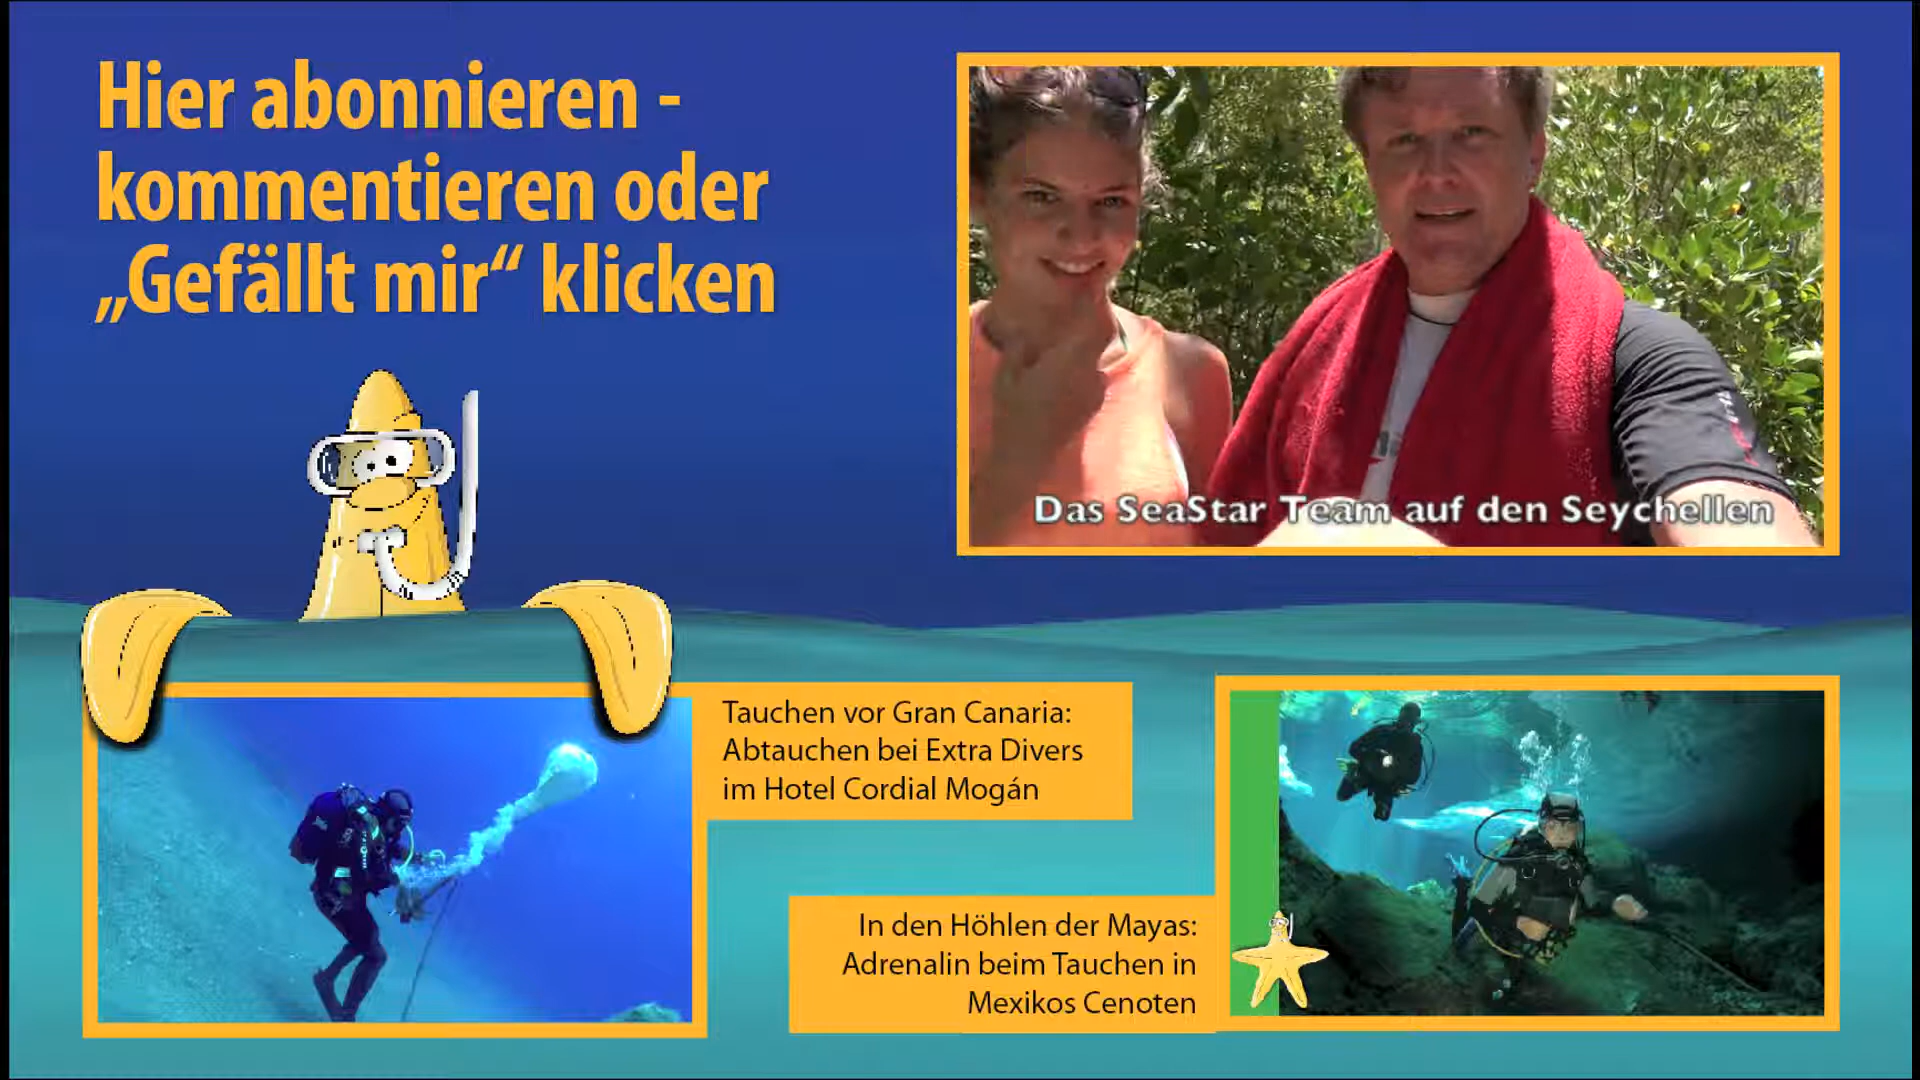 Hier abonnieren -
kommentieren oder
„Gefällt mir“ klicken
Das SeaStar Team auf den Seychellen
Tauchen vor Gran Canaria:
Abtauchen bei Extra Divers
im Hotel Cordial Mogán
In den Höhlen der Mayas:
Adrenalin beim Tauchen in
Mexikos Cenoten